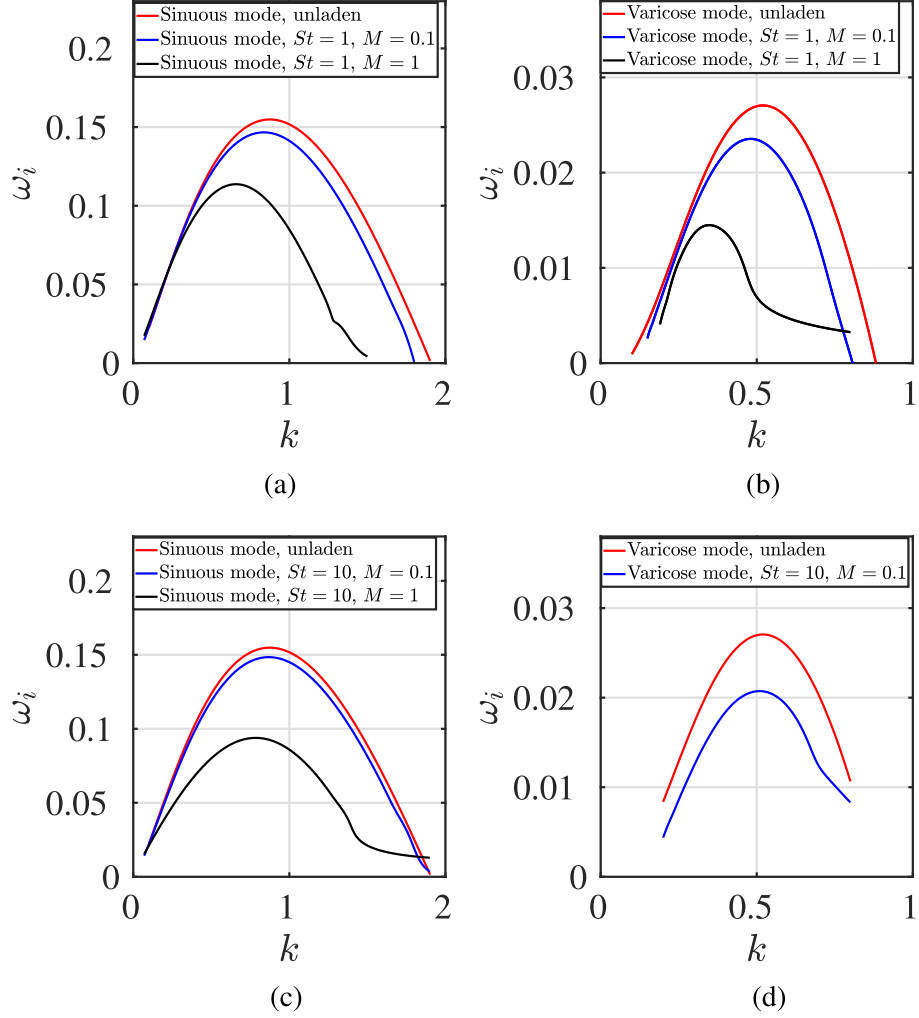 Sinuous mode, unladen
Sinuous mode, St = 1, M = 0.1
Sinuous mode, St = 1, M = 1
0.2
0.15
0.1
0.05
0
ω_i
0
1
2
k
(a)
Varicose mode, unladen
Varicose mode, St = 1, M = 0.1
Varicose mode, St = 1, M = 1
0.03
0.02
0.01
0
ω_i
0
0.5
1
k
(b)
Sinuous mode, unladen
Sinuous mode, St = 10, M = 0.1
Sinuous mode, St = 10, M = 1
0.2
0.15
0.1
0.05
0
ω_i
0
1
2
k
(c)
Varicose mode, unladen
Varicose mode, St = 10, M = 0.1
0.03
0.02
0.01
0
ω_i
0
0.5
1
k
(d)